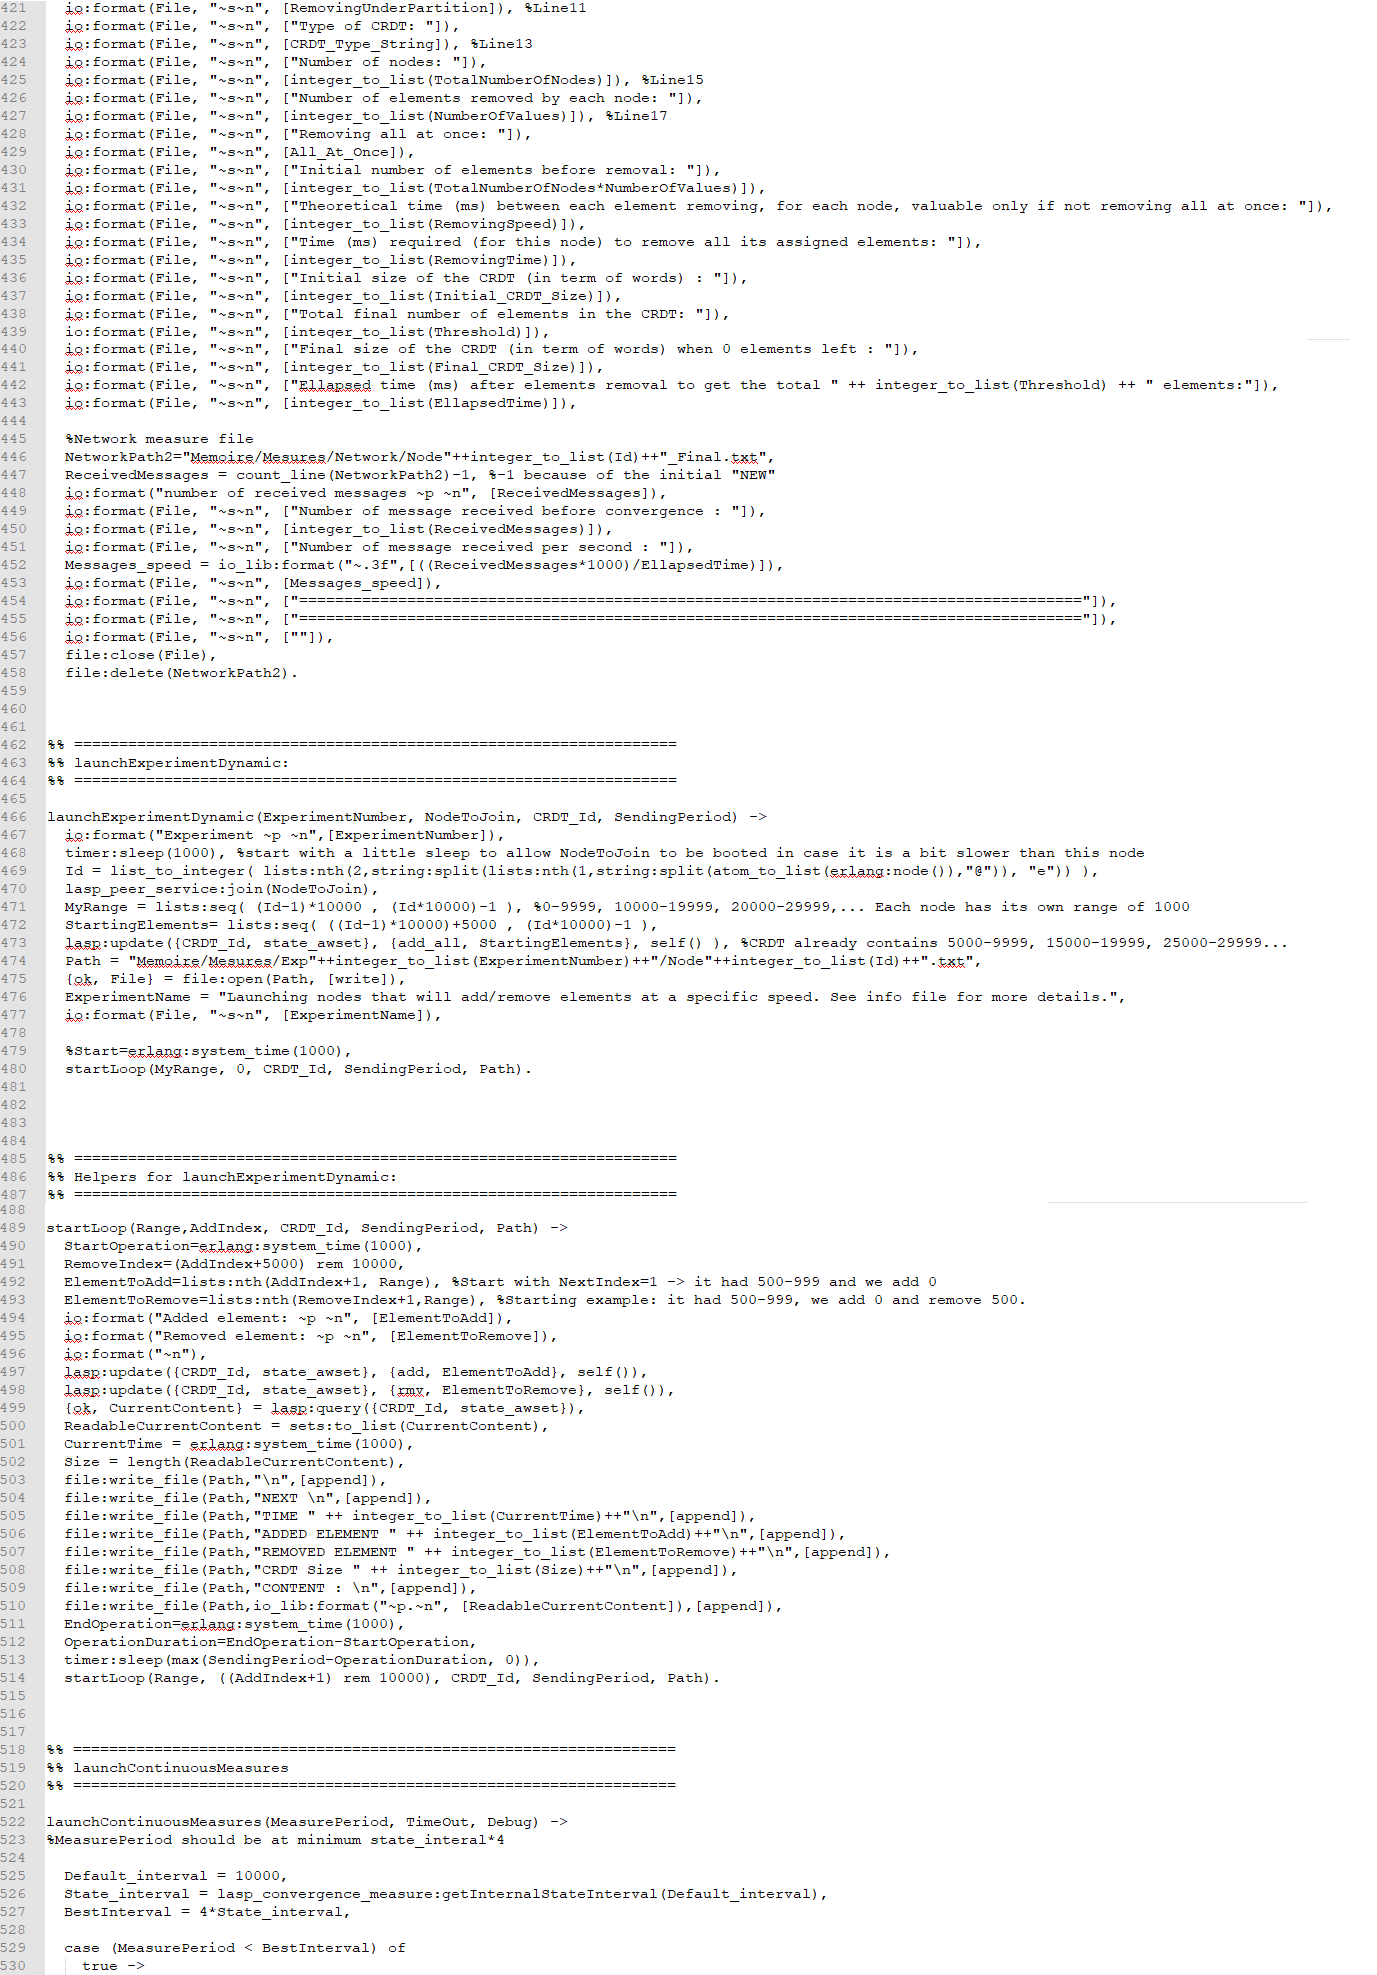 421 io:format(File, "~s~n", [RemovingUnderPartition]), %Line11
422 io:format(File, "~s~n", ["Type of CRDT: "]),
423 io:format(File, "~s~n", [CRDT_Type_String]), %Line13
424 io:format(File, "~s~n", ["Number of nodes: "]),
425 io:format(File, "~s~n", [integer_to_list(TotalNumberOfNodes)]), %Line15
426 io:format(File, "~s~n", ["Number of elements removed by each node: "]),
427 io:format(File, "~s~n", [integer_to_list(NumberOfValues)]), %Line17
428 io:format(File, "~s~n", ["Removing all at once: "]),
429 io:format(File, "~s~n", [All_At_Once]),
430 io:format(File, "~s~n", ["Initial number of elements before removal: "]),
431 io:format(File, "~s~n", [integer_to_list(TotalNumberOfNodes*NumberOfValues)]),
432 io:format(File, "~s~n", ["Theoretical time (ms) between each element removing, for each node, valuable only if not removing all at once: "]),
433 io:format(File, "~s~n", [integer_to_list(RemovingSpeed)]),
434 io:format(File, "~s~n", ["Time (ms) required (for this node) to remove all its assigned elements: "]),
435 io:format(File, "~s~n", [integer_to_list(RemovingTime)]),
436 io:format(File, "~s~n", ["Initial size of the CRDT (in term of words) : "]),
437 io:format(File, "~s~n", [integer_to_list(Initial_CRDT_Size)]),
438 io:format(File, "~s~n", ["Total final number of elements in the CRDT: "]),
439 io:format(File, "~s~n", [integer_to_list(Threshold)]),
440 io:format(File, "~s~n", ["Final size of the CRDT (in term of words) when 0 elements left : "]),
441 io:format(File, "~s~n", [integer_to_list(Final_CRDT_Size)]),
442 io:format(File, "~s~n", ["Ellapsed time (ms) after elements removal to get the total " ++ integer_to_list(Threshold) ++ " elements:"]),
443 io:format(File, "~s~n", [integer_to_list(EllapsedTime)]),
444
445 %Network measure file
446 NetworkPath2="Memoire/Mesures/Network/Node"++integer_to_list(Id)++"_Final.txt",
447 ReceivedMessages = count_line(NetworkPath2)-1, %-1 because of the initial "NEW"
448 io:format("number of received messages ~p ~n", [ReceivedMessages]),
449 io:format(File, "~s~n", ["Number of message received before convergence : "]),
450 io:format(File, "~s~n", [integer_to_list(ReceivedMessages)]),
451 io:format(File, "~s~n", ["Number of message received per second : "]),
452 Messages_speed = io_lib:format("~.3f",[((ReceivedMessages*1000)/EllapsedTime)]),
453 io:format(File, "~s~n", [Messages_speed]),
454 io:format(File, "~s~n", ["======================================================================================="]),
455 io:format(File, "~s~n", ["======================================================================================="]),
456 io:format(File, "~s~n", [""]),
457 file:close(File),
458 file:delete(NetworkPath2).
459
460
461
462 %% ===================================================================
463 %% launchExperimentDynamic:
464 %% ===================================================================
465
466 launchExperimentDynamic(ExperimentNumber, NodeToJoin, CRDT_Id, SendingPeriod) ->
467 io:format("Experiment ~p ~n",[ExperimentNumber]),
468 timer:sleep(1000), %start with a little sleep to allow NodeToJoin to be booted in case it is a bit slower than this node
469 Id = list_to_integer( lists:nth(2,string:split(lists:nth(1,string:split(atom_to_list(erlang:node()),"@")), "e")) ),
470 lasp_peer_service:join(NodeToJoin),
471 MyRange = lists:seq( (Id-1)*10000 , (Id*10000)-1 ), %0-9999, 10000-19999, 20000-29999,... Each node has its own range of 1000
472 StartingElements= lists:seq( ((Id-1)*10000)+5000 , (Id*10000)-1 ),
473 lasp:update({CRDT_Id, state_awset}, {add_all, StartingElements}, self() ), %CRDT already contains 5000-9999, 15000-19999, 25000-29999...
474 Path = "Memoire/Mesures/Exp"++integer_to_list(ExperimentNumber)++"/Node"++integer_to_list(Id)++".txt",
475 {ok, File} = file:open(Path, [write]),
476 ExperimentName = "Launching nodes that will add/remove elements at a specific speed. See info file for more details.",
477 io:format(File, "~s~n", [ExperimentName]),
478
479 %Start=erlang:system_time(1000),
480 startLoop(MyRange, 0, CRDT_Id, SendingPeriod, Path).
481
482
483
484
485 %% ===================================================================
486 %% Helpers for launchExperimentDynamic:
487 %% ===================================================================
488
489 startLoop(Range,AddIndex, CRDT_Id, SendingPeriod, Path) ->
490 StartOperation=erlang:system_time(1000),
491 RemoveIndex=(AddIndex+5000) rem 10000,
492 ElementToAdd=lists:nth(AddIndex+1, Range), %Start with NextIndex=1 -> it had 500-999 and we add 0
493 ElementToRemove=lists:nth(RemoveIndex+1,Range), %Starting example: it had 500-999, we add 0 and remove 500.
494 io:format("Added element: ~p ~n", [ElementToAdd]),
495 io:format("Removed element: ~p ~n", [ElementToRemove]),
496 io:format("~n"),
497 lasp:update({CRDT_Id, state_awset}, {add, ElementToAdd}, self()),
498 lasp:update({CRDT_Id, state_awset}, {rmv, ElementToRemove}, self()),
499 {ok, CurrentContent} = lasp:query({CRDT_Id, state_awset}),
500 ReadableCurrentContent = sets:to_list(CurrentContent),
501 CurrentTime = erlang:system_time(1000),
502 Size = length(ReadableCurrentContent),
503 file:write_file(Path,"\n",[append]),
504 file:write_file(Path,"NEXT \n",[append]),
505 file:write_file(Path,"TIME " ++ integer_to_list(CurrentTime)++"\n",[append]),
506 file:write_file(Path,"ADDED ELEMENT " ++ integer_to_list(ElementToAdd)++"\n",[append]),
507 file:write_file(Path,"REMOVED ELEMENT " ++ integer_to_list(ElementToRemove)++"\n",[append]),
508 file:write_file(Path,"CRDT Size " ++ integer_to_list(Size)++"\n",[append]),
509 file:write_file(Path,"CONTENT : \n",[append]),
510 file:write_file(Path,io_lib:format("~p.~n", [ReadableCurrentContent]),[append]),
511 EndOperation=erlang:system_time(1000),
512 OperationDuration=EndOperation-StartOperation,
513 timer:sleep(max(SendingPeriod-OperationDuration, 0)),
514 startLoop(Range, ((AddIndex+1) rem 10000), CRDT_Id, SendingPeriod, Path).
515
516
517
518 %% ===================================================================
519 %% launchContinuousMeasures
520 %% ===================================================================
521
522 launchContinuousMeasures(MeasurePeriod, TimeOut, Debug) ->
523 %MeasurePeriod should be at minimum state_interal*4
524
525 Default_interval = 10000,
526 State_interval = lasp_convergence_measure:getInternalStateInterval(Default_interval),
527 BestInterval = 4*State_interval,
528
529 case (MeasurePeriod < BestInterval) of
530 true ->